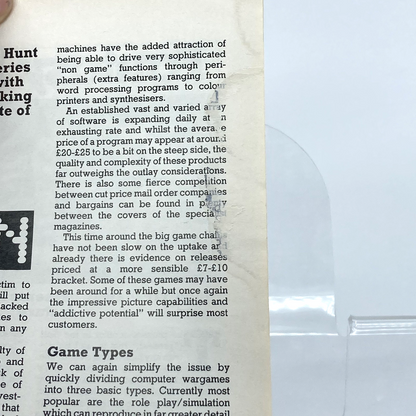 Hunt
eries
with
king
te of
ctim to
ill put
acked
es to
n any
lty of
e and
k of
e of
vest-
that
machines have the added attraction of
being able to drive very sophisticated
"non game" functions through peri-
pherals (extra features) ranging from
word processing programs to colour
printers and synthesisers.
An established vast and varied array
of software is expanding daily at
exhausting rate and whilst the avera e
price of a program may appear at around
£20-£25 to be a bit on the steep side, the
quality and complexity of these products
far outweighs the outlay considerations.
There is also some fierce competition
between cut price mail order companies
and bargains can be found in p y
between the covers of the special
magazines.
This time around the big game chai
have not been slow on the uptake a d
already there is evidence on releases
priced at a more sensible £7-£10
bracket. Some of these games may have
been around for a while but once again
the impressive picture capabilities and
"addictive potential" will surprise most
customers.
Game Types
We can again simplify the issue by
quickly dividing computer wargames
into three basic types. Currently most
popular are the role play/simulation
which can reproduce in far greater detail